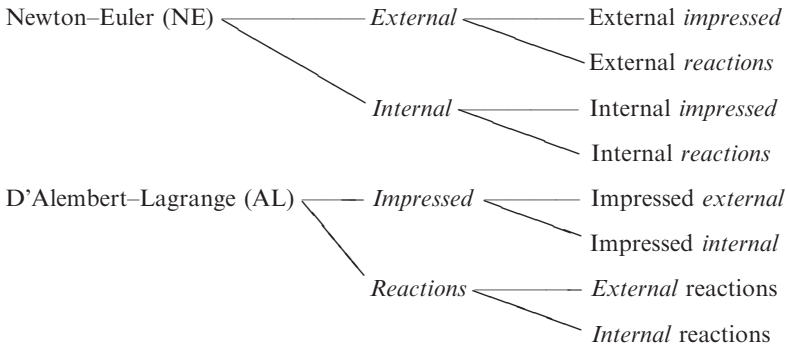 Newton–Euler (NE) External External impressed
External reactions
Internal Internal impressed
Internal reactions
D'Alembert–Lagrange (AL) Impressed Impressed external
Impressed internal
Reactions External reactions
Internal reactions